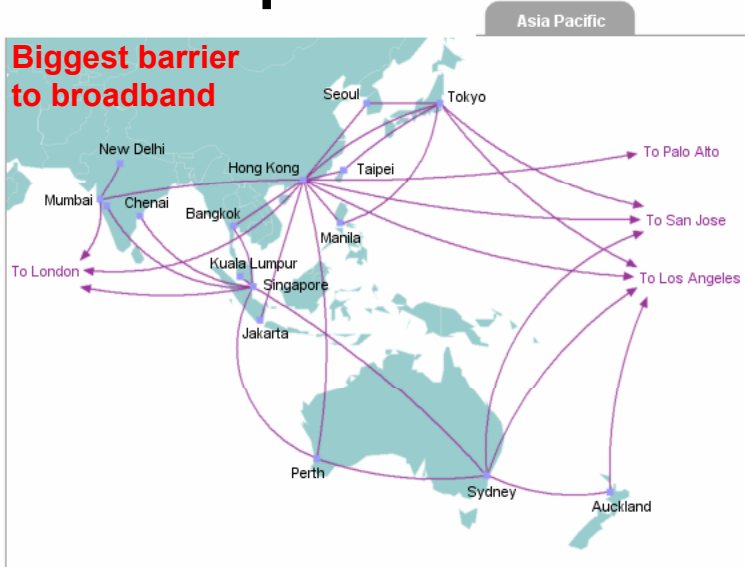 Asia Pacific
Biggest barrier
to broadband
Seoul
Tokyo
New Delhi
Hong Kong
Taipei
To Palo Alto
Mumbai
Chenai
Bangkok
Manila
To San Jose
To London
Kuala Lumpur
Singapore
To Los Angeles
Jakarta
Perth
Sydney
Auckland